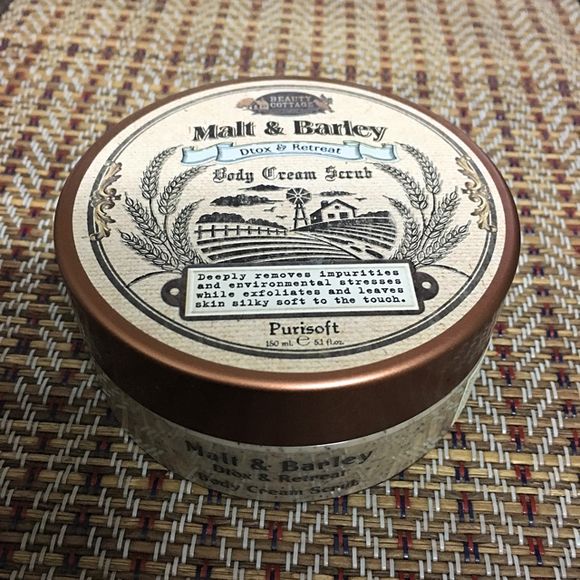 BEAUTY
COTTAGE
Malt & Barley
Dtox & Retreat
Body Cream Scrub
Deeply removes impurities
and environmental stresses
while exfoliates and leaves
skin silky soft to the touch.
Purisoft
150 ml. e 5.1 fl.oz.
Malt & Barley
Dtox & Retreat
Body Cream Scrub